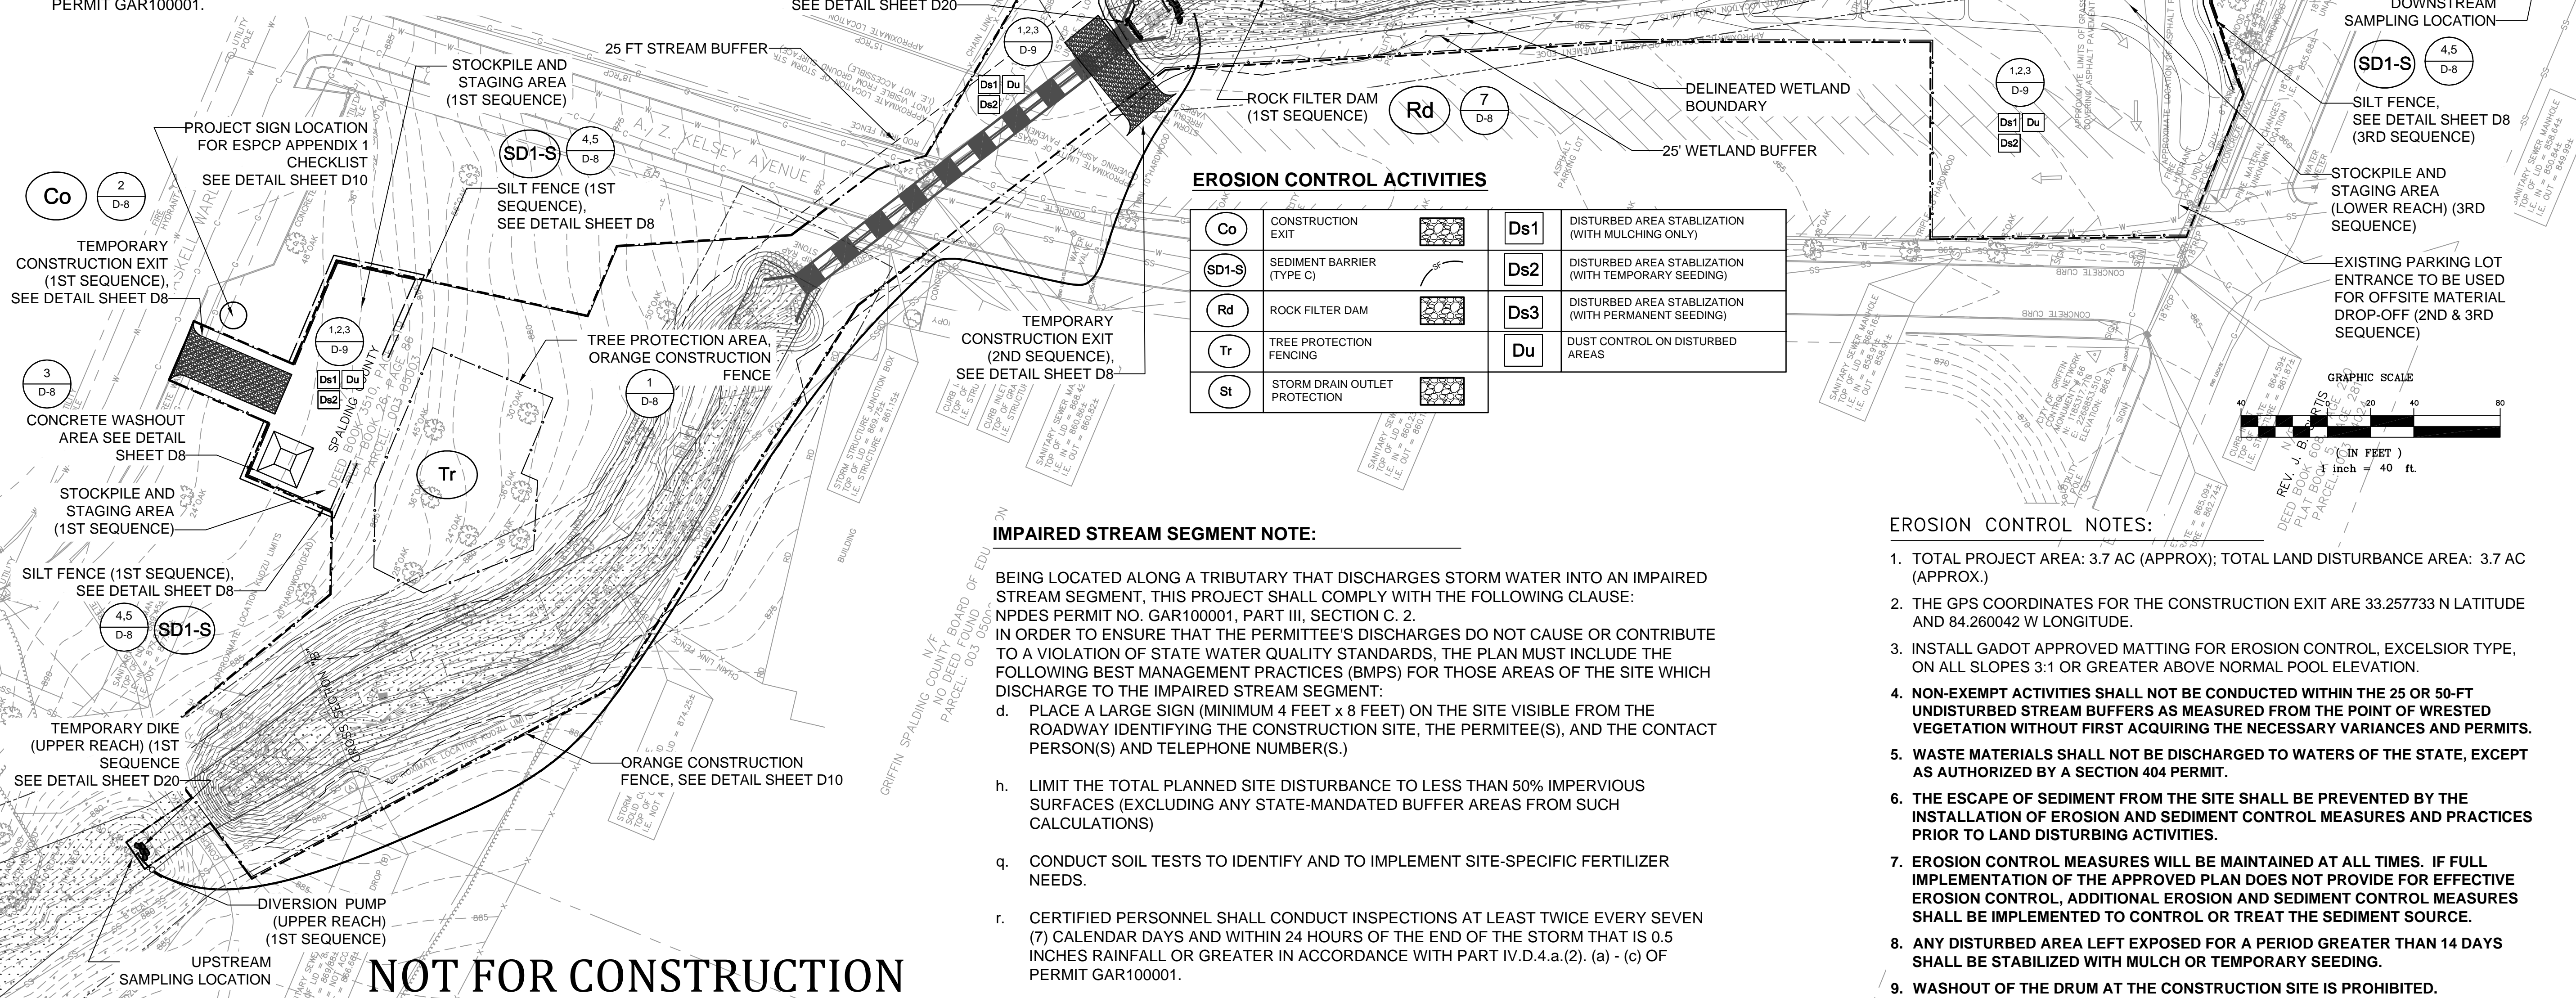 PERMIT GAR100001.
SEE DETAIL SHEET D20
25 FT STREAM BUFFER
STOCKPILE AND
STAGING AREA
(1ST SEQUENCE)
PROJECT SIGN LOCATION
FOR ESPCP APPENDIX 1
CHECKLIST
SEE DETAIL SHEET D10
SD1-S
4,5
D-8
SILT FENCE (1ST
SEQUENCE),
SEE DETAIL SHEET D8
Co
2
D-8
TEMPORARY
CONSTRUCTION EXIT
(1ST SEQUENCE),
SEE DETAIL SHEET D8
3
D-8
CONCRETE WASHOUT
AREA SEE DETAIL
SHEET D8
STOCKPILE AND
STAGING AREA
(1ST SEQUENCE)
SILT FENCE (1ST SEQUENCE),
SEE DETAIL SHEET D8
4,5
D-8
SD1-S
TEMPORARY DIKE
(UPPER REACH) (1ST
SEQUENCE
SEE DETAIL SHEET D20
DIVERSION PUMP
(UPPER REACH)
(1ST SEQUENCE)
UPSTREAM
SAMPLING LOCATION
NOT FOR CONSTRUCTION
1,2,3
D-9
Ds1 Du
Ds2
SPALDING COUNTY
DEED BOOK 3510 PAGE 86
Tr
TREE PROTECTION AREA,
ORANGE CONSTRUCTION
FENCE
1
D-8
CROSS SECTION "B"
ORANGE CONSTRUCTION
FENCE, SEE DETAIL SHEET D10
A. Z. KELSEY AVENUE
1,2,3
D-9
Ds1 Du
Ds2
TEMPORARY
CONSTRUCTION EXIT
(2ND SEQUENCE),
SEE DETAIL SHEET D8
ROCK FILTER DAM
(1ST SEQUENCE)
Rd
7
D-8
DELINEATED WETLAND
BOUNDARY
25' WETLAND BUFFER
ASPHALT
PARKING LOT
BUILDING
1,2,3
D-9
Ds1 Du
Ds2
DOWNSTREAM
SAMPLING LOCATION
SD1-S
4,5
D-8
SILT FENCE,
SEE DETAIL SHEET D8
(3RD SEQUENCE)
STOCKPILE AND
STAGING AREA
(LOWER REACH) (3RD
SEQUENCE)
EXISTING PARKING LOT
ENTRANCE TO BE USED
FOR OFFSITE MATERIAL
DROP-OFF (2ND & 3RD
SEQUENCE)
GRAPHIC SCALE
40 0 20 40 80
( IN FEET )
1 inch = 40 ft.
EROSION CONTROL ACTIVITIES
Co CONSTRUCTION EXIT
Ds1 DISTURBED AREA STABLIZATION (WITH MULCHING ONLY)
SD1-S SEDIMENT BARRIER (TYPE C) SF
Ds2 DISTURBED AREA STABLIZATION (WITH TEMPORARY SEEDING)
Rd ROCK FILTER DAM
Ds3 DISTURBED AREA STABLIZATION (WITH PERMANENT SEEDING)
Tr TREE PROTECTION FENCING
Du DUST CONTROL ON DISTURBED AREAS
St STORM DRAIN OUTLET PROTECTION
IMPAIRED STREAM SEGMENT NOTE:
BEING LOCATED ALONG A TRIBUTARY THAT DISCHARGES STORM WATER INTO AN IMPAIRED
STREAM SEGMENT, THIS PROJECT SHALL COMPLY WITH THE FOLLOWING CLAUSE:
NPDES PERMIT NO. GAR100001, PART III, SECTION C. 2.
IN ORDER TO ENSURE THAT THE PERMITTEE'S DISCHARGES DO NOT CAUSE OR CONTRIBUTE
TO A VIOLATION OF STATE WATER QUALITY STANDARDS, THE PLAN MUST INCLUDE THE
FOLLOWING BEST MANAGEMENT PRACTICES (BMPS) FOR THOSE AREAS OF THE SITE WHICH
DISCHARGE TO THE IMPAIRED STREAM SEGMENT:
d. PLACE A LARGE SIGN (MINIMUM 4 FEET x 8 FEET) ON THE SITE VISIBLE FROM THE
ROADWAY IDENTIFYING THE CONSTRUCTION SITE, THE PERMITEE(S), AND THE CONTACT
PERSON(S) AND TELEPHONE NUMBER(S.)
h. LIMIT THE TOTAL PLANNED SITE DISTURBANCE TO LESS THAN 50% IMPERVIOUS
SURFACES (EXCLUDING ANY STATE-MANDATED BUFFER AREAS FROM SUCH
CALCULATIONS)
q. CONDUCT SOIL TESTS TO IDENTIFY AND TO IMPLEMENT SITE-SPECIFIC FERTILIZER
NEEDS.
r. CERTIFIED PERSONNEL SHALL CONDUCT INSPECTIONS AT LEAST TWICE EVERY SEVEN
(7) CALENDAR DAYS AND WITHIN 24 HOURS OF THE END OF THE STORM THAT IS 0.5
INCHES RAINFALL OR GREATER IN ACCORDANCE WITH PART IV.D.4.a.(2). (a) - (c) OF
PERMIT GAR100001.
EROSION CONTROL NOTES:
1. TOTAL PROJECT AREA: 3.7 AC (APPROX); TOTAL LAND DISTURBANCE AREA: 3.7 AC
(APPROX.)
2. THE GPS COORDINATES FOR THE CONSTRUCTION EXIT ARE 33.257733 N LATITUDE
AND 84.260042 W LONGITUDE.
3. INSTALL GADOT APPROVED MATTING FOR EROSION CONTROL, EXCELSIOR TYPE,
ON ALL SLOPES 3:1 OR GREATER ABOVE NORMAL POOL ELEVATION.
4. NON-EXEMPT ACTIVITIES SHALL NOT BE CONDUCTED WITHIN THE 25 OR 50-FT
UNDISTURBED STREAM BUFFERS AS MEASURED FROM THE POINT OF WRESTED
VEGETATION WITHOUT FIRST ACQUIRING THE NECESSARY VARIANCES AND PERMITS.
5. WASTE MATERIALS SHALL NOT BE DISCHARGED TO WATERS OF THE STATE, EXCEPT
AS AUTHORIZED BY A SECTION 404 PERMIT.
6. THE ESCAPE OF SEDIMENT FROM THE SITE SHALL BE PREVENTED BY THE
INSTALLATION OF EROSION AND SEDIMENT CONTROL MEASURES AND PRACTICES
PRIOR TO LAND DISTURBING ACTIVITIES.
7. EROSION CONTROL MEASURES WILL BE MAINTAINED AT ALL TIMES. IF FULL
IMPLEMENTATION OF THE APPROVED PLAN DOES NOT PROVIDE FOR EFFECTIVE
EROSION CONTROL, ADDITIONAL EROSION AND SEDIMENT CONTROL MEASURES
SHALL BE IMPLEMENTED TO CONTROL OR TREAT THE SEDIMENT SOURCE.
8. ANY DISTURBED AREA LEFT EXPOSED FOR A PERIOD GREATER THAN 14 DAYS
SHALL BE STABILIZED WITH MULCH OR TEMPORARY SEEDING.
9. WASHOUT OF THE DRUM AT THE CONSTRUCTION SITE IS PROHIBITED.